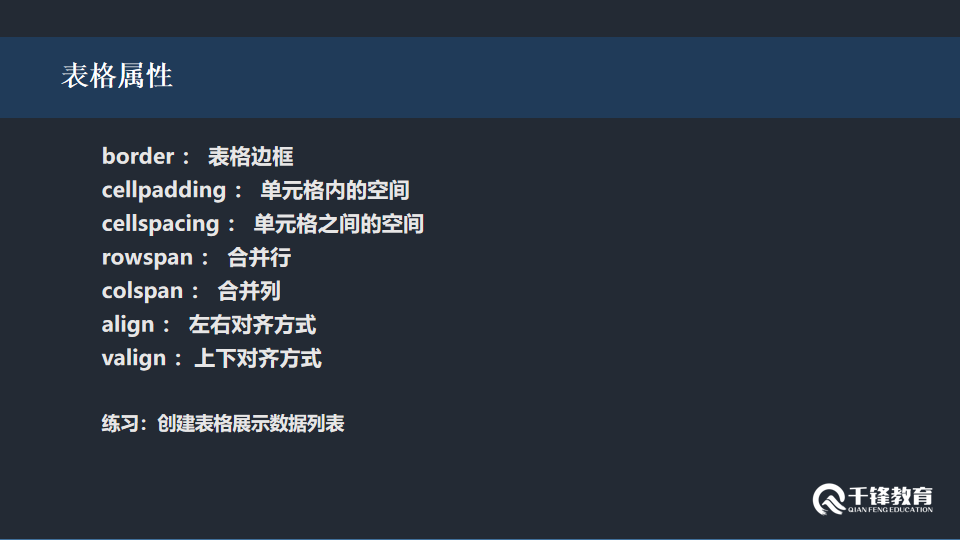 表格属性
border： 表格边框
cellpadding： 单元格内的空间
cellspacing： 单元格之间的空间
rowspan： 合并行
colspan： 合并列
align： 左右对齐方式
valign：上下对齐方式
练习：创建表格展示数据列表
千锋教育
QIAN FENG EDUCATION